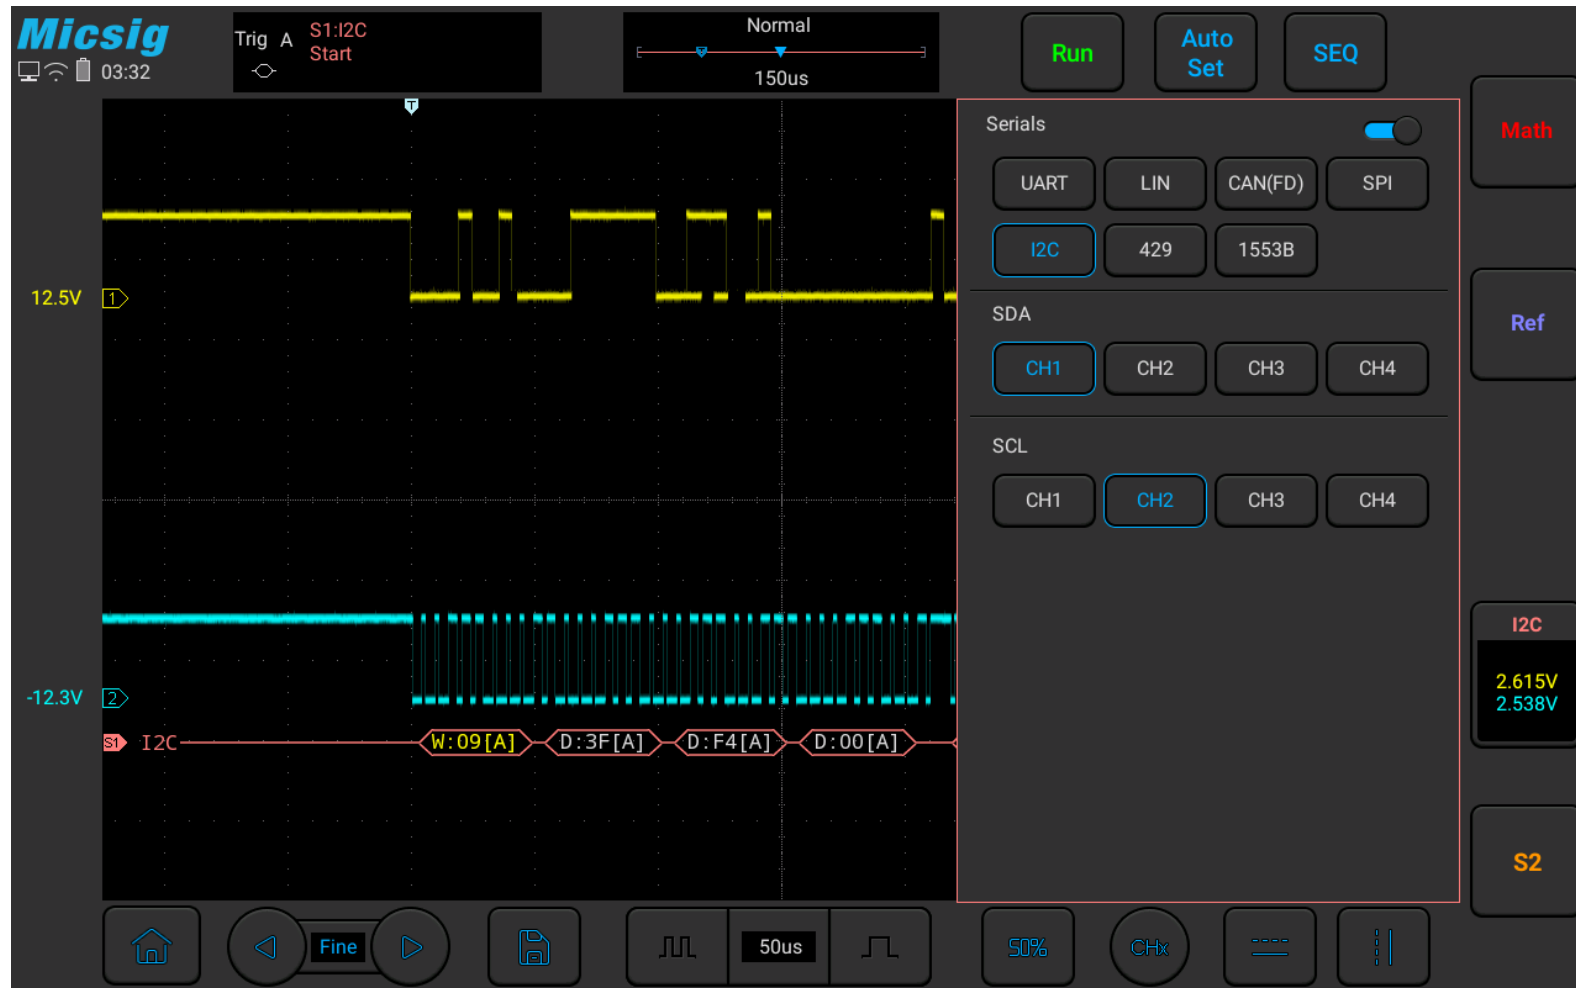 Micsig
03:32
Trig A S1:I2C
Start
T
Normal
150us
Run
Auto
Set
SEQ
T
Serials
UART LIN CAN(FD) SPI
I2C 429 1553B
SDA
CH1 CH2 CH3 CH4
SCL
CH1 CH2 CH3 CH4
Math
Ref
I2C
2.615V
2.538V
S2
12.5V 1
-12.3V 2
S1 I2C W:09[A] D:3F[A] D:F4[A] D:00[A]
Fine
50us
50%
CHx